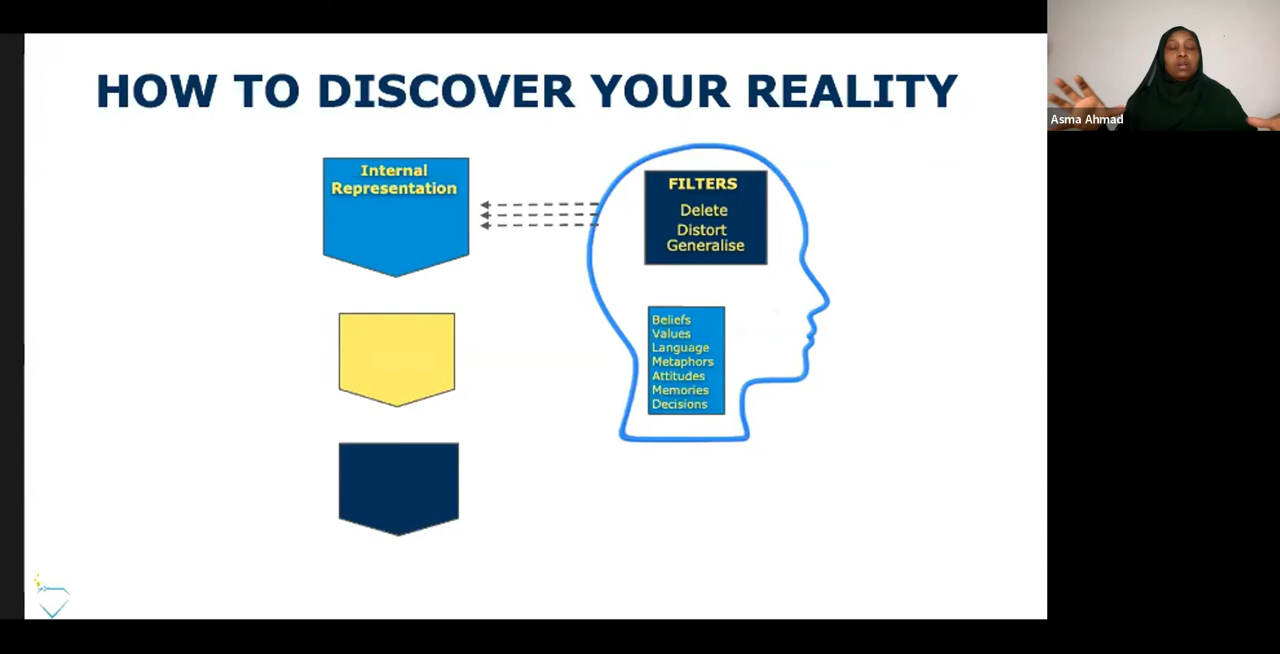 HOW TO DISCOVER YOUR REALITY
Internal
Representation
FILTERS
Delete
Distort
Generalise
Beliefs
Values
Language
Metaphors
Attitudes
Memories
Decisions
Asma Ahmad